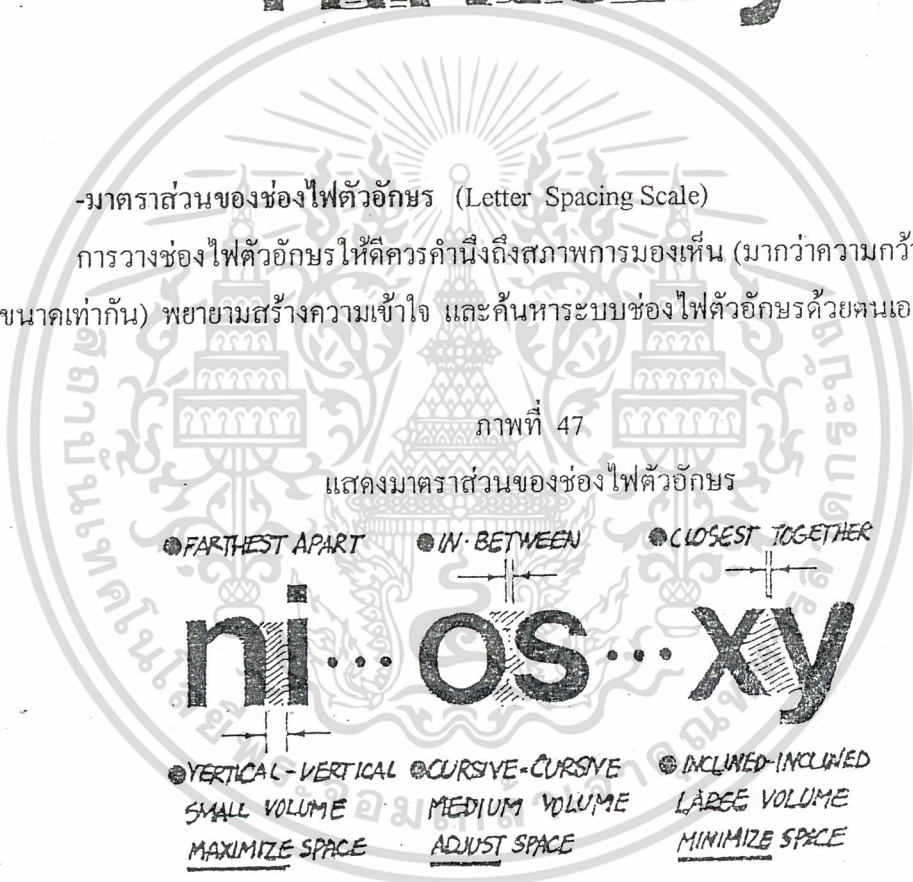 -มาตราส่วนของช่องไฟตัวอักษร (Letter Spacing Scale)
การวางช่องไฟตัวอักษรให้ดีควรคำนึงถึงสภาพการมองเห็น (มากว่าความกว้
ขนาดเท่ากัน) พยายามสร้างความเข้าใจ และค้นหาระบบช่องไฟตัวอักษรด้วยตนเอ
ภาพที่ 47
แสดงมาตราส่วนของช่องไฟตัวอักษร
FARTHEST APART IN-BETWEEN CLOSEST TOGETHER
ni ... os ... xy
VERTICAL-VERTICAL CURSIVE-CURSIVE INCLINED-INCLINED
SMALL VOLUME MEDIUM VOLUME LARGE VOLUME
MAXIMIZE SPACE ADJUST SPACE MINIMIZE SPACE